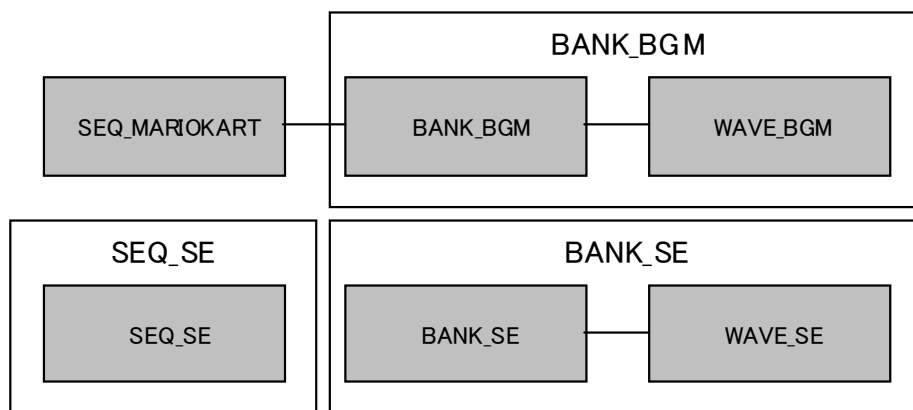 BANK_BGM
SEQ_MARIOKART
BANK_BGM
WAVE_BGM
SEQ_SE
BANK_SE
SEQ_SE
BANK_SE
WAVE_SE